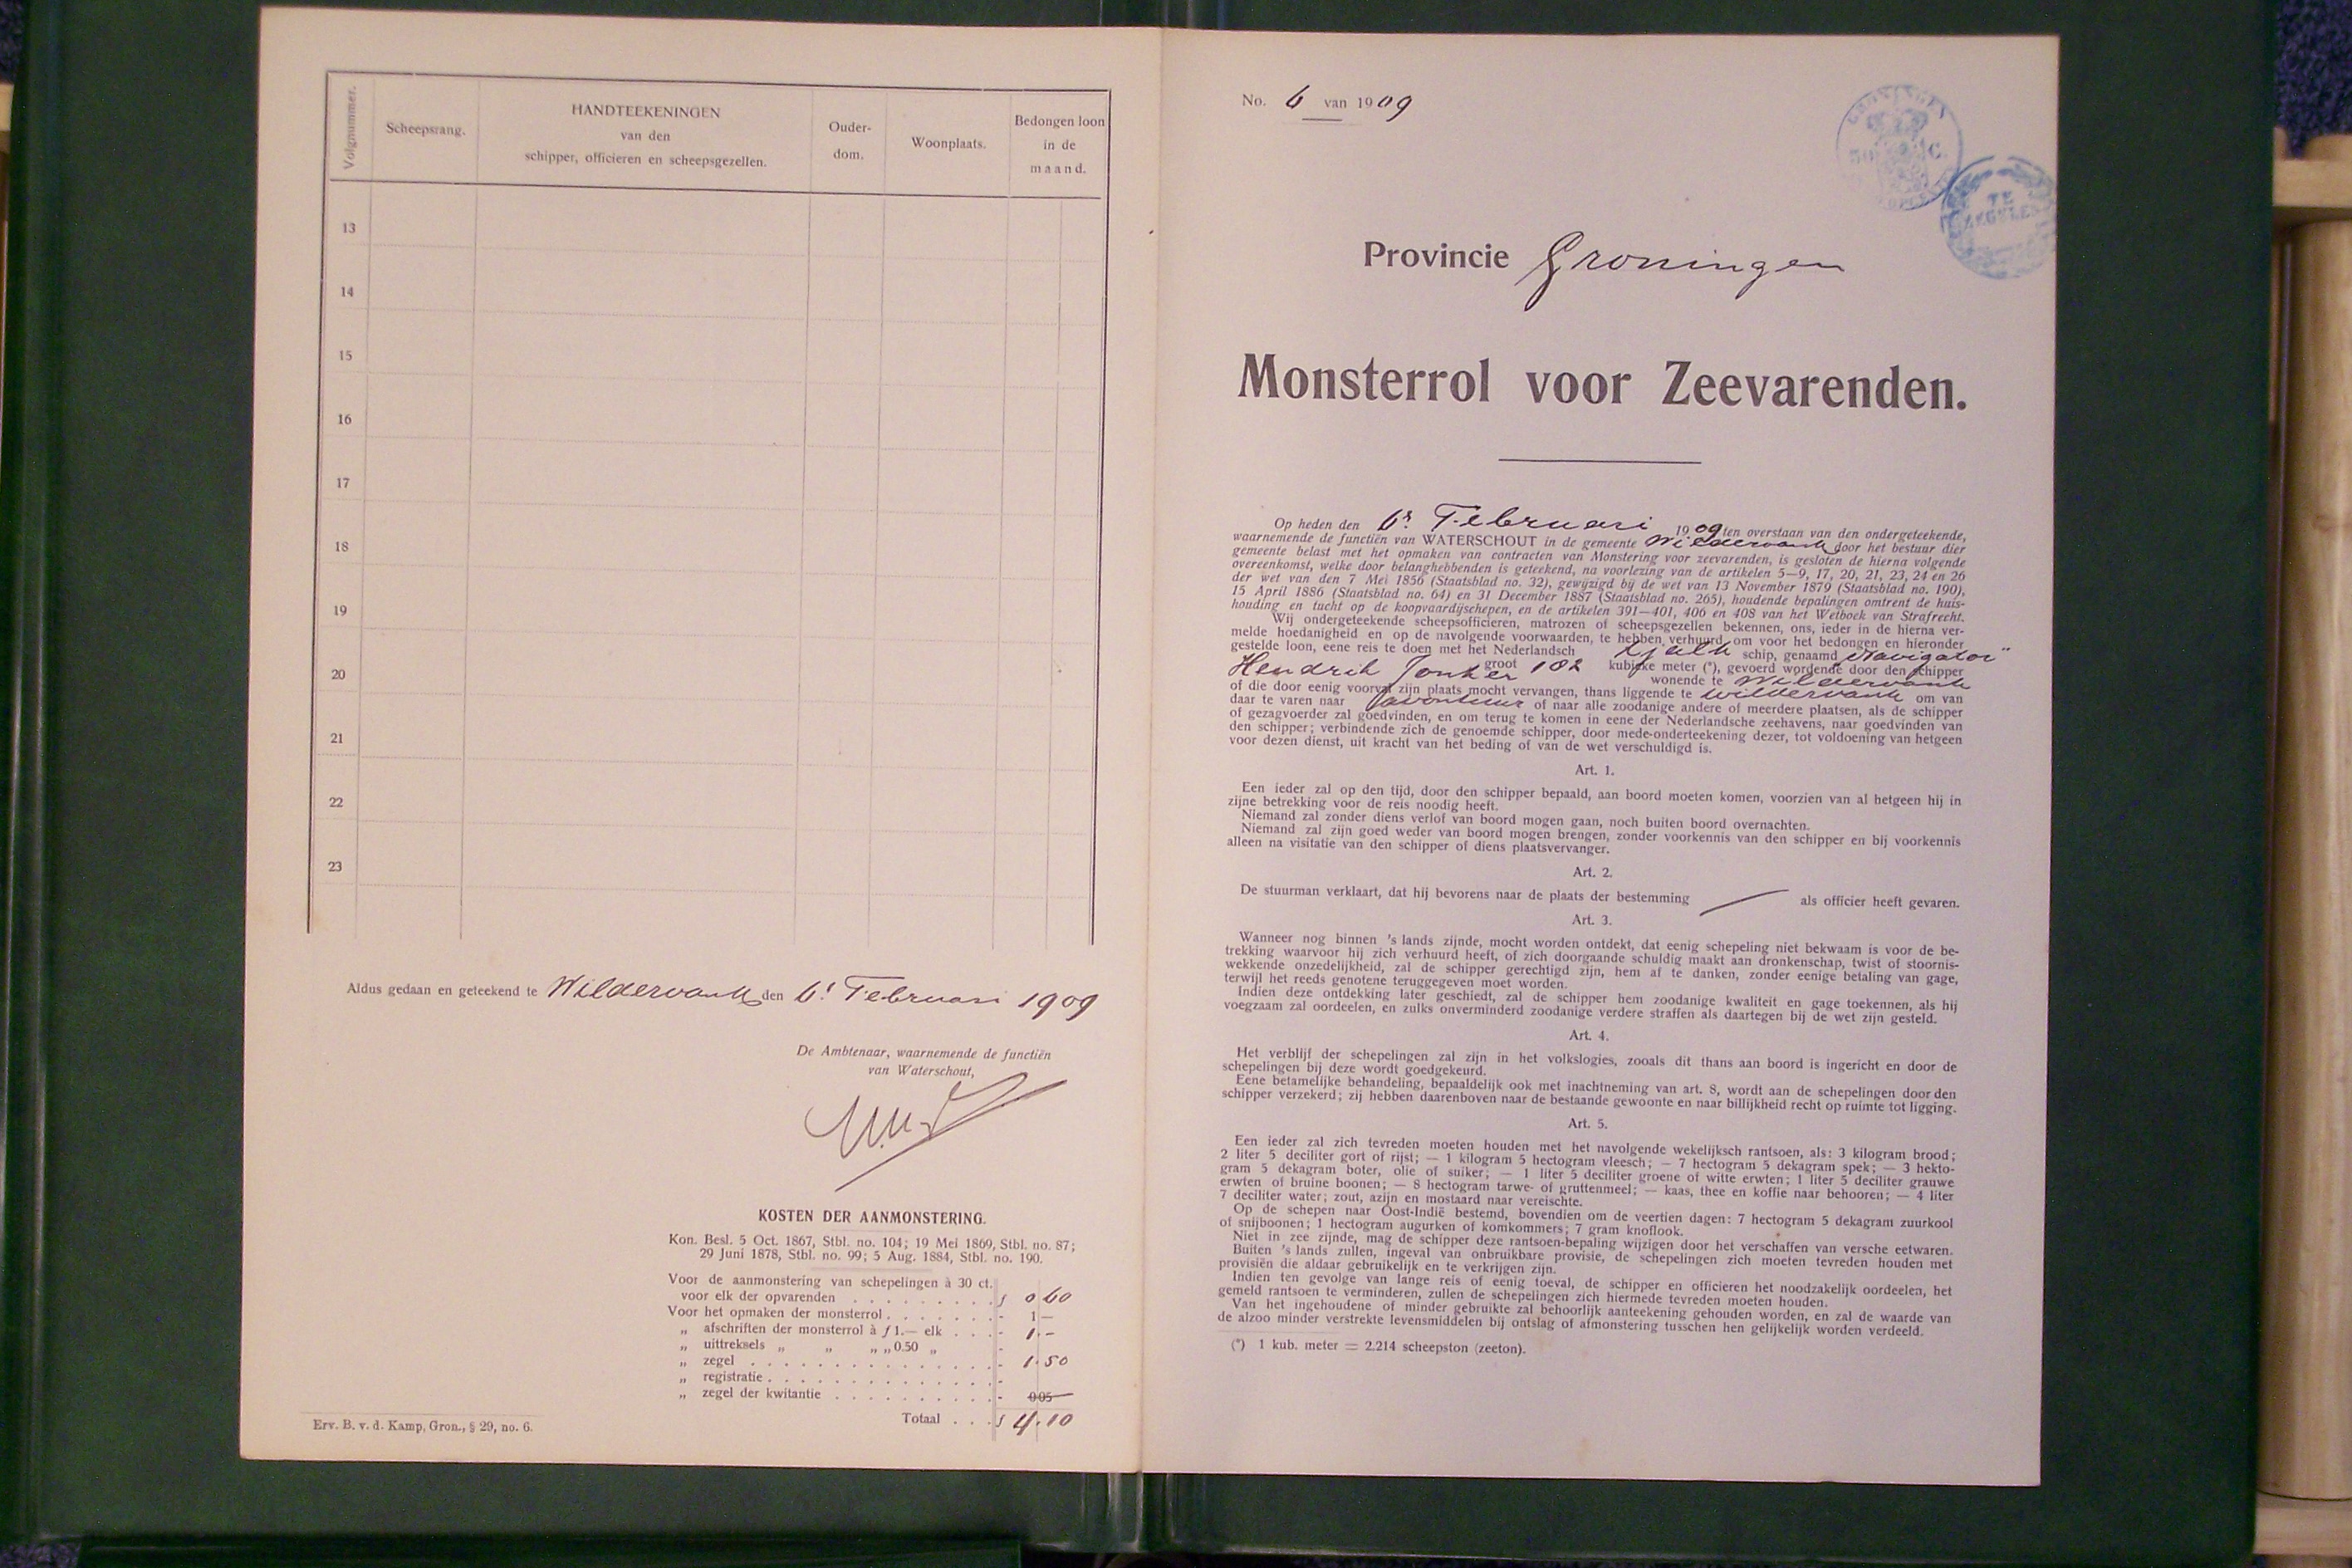 Volgnummer.
Scheepsrang.
HANDTEEKENINGEN
van den
schipper, officieren en scheepsgezellen.
Ouder-
dom.
Woonplaats.
Bedongen loon
in de
maand.
13
14
15
16
17
18
19
20
21
22
23
Aldus gedaan en geteekend te Wildervank den 6e Februari 1909
De Ambtenaar, waarnemende de functiën
van Waterschout,
KOSTEN DER AANMONSTERING.
Kon. Besl. 5 Oct. 1867, Stbl. no. 104; 19 Mei 1869, Stbl. no. 87;
29 Juni 1878, Stbl. no. 99; 5 Aug. 1884, Stbl. no. 190.
Voor de aanmonstering van schepelingen à 30 ct.
voor elk der opvarenden . . . . . . . . . f 0 60
Voor het opmaken der monsterrol . . . . . . . - 1 —
„ afschriften der monsterrol à f 1.— elk . . . - 1.-
„ uittreksels „ „ „ „ 0.50 „ -
„ zegel . . . . . . . . . . . . . . - 1.50
„ registratie . . . . . . . . . . . . . -
„ zegel der kwitantie . . . . . . . . . . - 0 05
Totaal . . . f 4.10
Erv. B. v. d. Kamp, Gron., § 29, no. 6.
No. 6 van 1909
GRONINGEN
50 C.
TE
ZEGELEN
Provincie Groningen
Monsterrol voor Zeevarenden.
Op heden den 6e Februari 1909 ten overstaan van den ondergeteekende,
waarnemende de functiën van WATERSCHOUT in de gemeente Wildervank door het bestuur dier
gemeente belast met het opmaken van contracten van Monstering voor zeevarenden, is gesloten de hierna volgende
overeenkomst, welke door belanghebbenden is geteekend, na voorlezing van de artikelen 5—9, 17, 20, 21, 23, 24 en 26
der wet van den 7 Mei 1856 (Staatsblad no. 32), gewijzigd bij de wet van 13 November 1879 (Staatsblad no. 190),
15 April 1886 (Staatsblad no. 64) en 31 December 1887 (Staatsblad no. 265), houdende bepalingen omtrent de huis-
houding en tucht op de koopvaardijschepen, en de artikelen 391—401, 406 en 408 van het Wetboek van Strafrecht.
Wij ondergeteekende scheepsofficieren, matrozen of scheepsgezellen bekennen, ons, ieder in de hierna ver-
melde hoedanigheid en op de navolgende voorwaarden, te hebben verhuurd om voor het bedongen en hieronder
gestelde loon, eene reis te doen met het Nederlandsch tjalk schip, genaamd „Navigator"
groot 102 kubieke meter (*), gevoerd wordende door den schipper
Hendrik Jonker wonende te Wildervank
of die door eenig voorval zijn plaats mocht vervangen, thans liggende te Wildervank om van
daar te varen naar avontuur of naar alle zoodanige andere of meerdere plaatsen, als de schipper
of gezagvoerder zal goedvinden, en om terug te komen in eene der Nederlandsche zeehavens, naar goedvinden van
den schipper; verbindende zich de genoemde schipper, door mede-onderteekening dezer, tot voldoening van hetgeen
voor dezen dienst, uit kracht van het beding of van de wet verschuldigd is.
Art. 1.
Een ieder zal op den tijd, door den schipper bepaald, aan boord moeten komen, voorzien van al hetgeen hij in
zijne betrekking voor de reis noodig heeft.
Niemand zal zonder diens verlof van boord mogen gaan, noch buiten boord overnachten.
Niemand zal zijn goed weder van boord mogen brengen, zonder voorkennis van den schipper en bij voorkennis
alleen na visitatie van den schipper of diens plaatsvervanger.
Art. 2.
De stuurman verklaart, dat hij bevorens naar de plaats der bestemming als officier heeft gevaren.
Art. 3.
Wanneer nog binnen 's lands zijnde, mocht worden ontdekt, dat eenig schepeling niet bekwaam is voor de be-
trekking waarvoor hij zich verhuurd heeft, of zich doorgaande schuldig maakt aan dronkenschap, twist of stoornis-
wekkende onzedelijkheid, zal de schipper gerechtigd zijn, hem af te danken, zonder eenige betaling van gage,
terwijl het reeds genotene teruggegeven moet worden.
Indien deze ontdekking later geschiedt, zal de schipper hem zoodanige kwaliteit en gage toekennen, als hij
voegzaam zal oordeelen, en zulks onverminderd zoodanige verdere straffen als daartegen bij de wet zijn gesteld.
Art. 4.
Het verblijf der schepelingen zal zijn in het volkslogies, zooals dit thans aan boord is ingericht en door de
schepelingen bij deze wordt goedgekeurd.
Eene betamelijke behandeling, bepaaldelijk ook met inachtneming van art. 8, wordt aan de schepelingen door den
schipper verzekerd; zij hebben daarenboven naar de bestaande gewoonte en naar billijkheid recht op ruimte tot ligging.
Art. 5.
Een ieder zal zich tevreden moeten houden met het navolgende wekelijksch rantsoen, als: 3 kilogram brood;
2 liter 5 deciliter gort of rijst; — 1 kilogram 5 hectogram vleesch; — 7 hectogram 5 dekagram spek; — 3 hekto-
gram 5 dekagram boter, olie of suiker; — 1 liter 5 deciliter groene of witte erwten; 1 liter 5 deciliter grauwe
erwten of bruine boonen; — 8 hectogram tarwe- of gruttenmeel; — kaas, thee en koffie naar behooren; — 4 liter
7 deciliter water; zout, azijn en mostaard naar vereischte.
Op de schepen naar Oost-Indië bestemd, bovendien om de veertien dagen: 7 hectogram 5 dekagram zuurkool
of snijboonen; 1 hectogram augurken of komkommers; 7 gram knoflook.
Niet in zee zijnde, mag de schipper deze rantsoen-bepaling wijzigen door het verschaffen van versche eetwaren.
Buiten 's lands zullen, ingeval van onbruikbare provisie, de schepelingen zich moeten tevreden houden met
provisiën die aldaar gebruikelijk en te verkrijgen zijn.
Indien ten gevolge van lange reis of eenig toeval, de schipper en officieren het noodzakelijk oordeelen, het
gemeld rantsoen te verminderen, zullen de schepelingen zich hiermede tevreden moeten houden.
Van het ingehoudene of minder gebruikte zal behoorlijk aanteekening gehouden worden, en zal de waarde van
de alzoo minder verstrekte levensmiddelen bij ontslag of afmonstering tusschen hen gelijkelijk worden verdeeld.
(*) 1 kub. meter = 2.214 scheepston (zeeton).